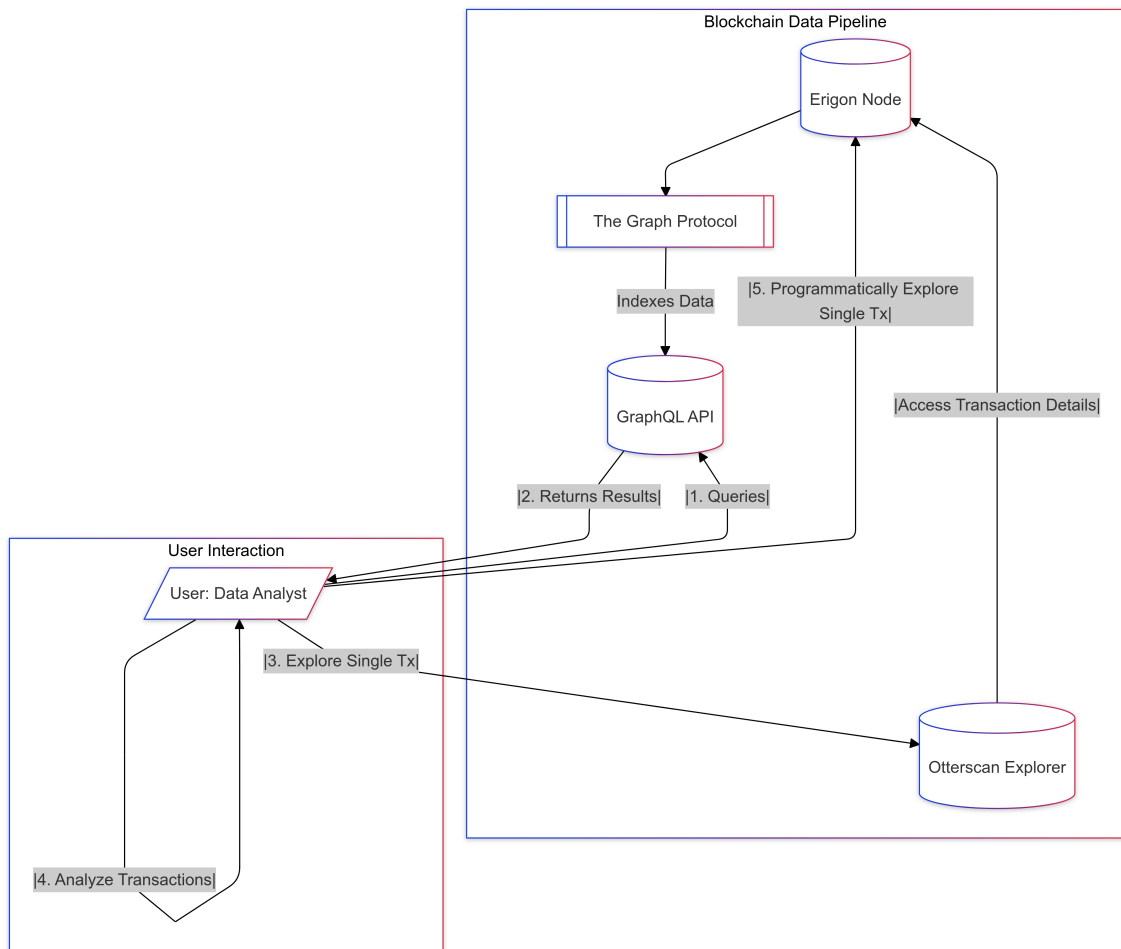 Blockchain Data Pipeline
Erigon Node
The Graph Protocol
Indexes Data
|5. Programmatically Explore
Single Tx|
GraphQL API
|Access Transaction Details|
|2. Returns Results|
|1. Queries|
User Interaction
User: Data Analyst
|3. Explore Single Tx|
Otterscan Explorer
|4. Analyze Transactions|